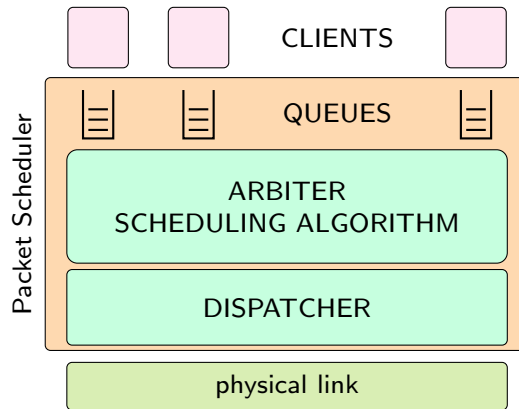 CLIENTS
QUEUES
Packet Scheduler
ARBITER
SCHEDULING ALGORITHM
DISPATCHER
physical link